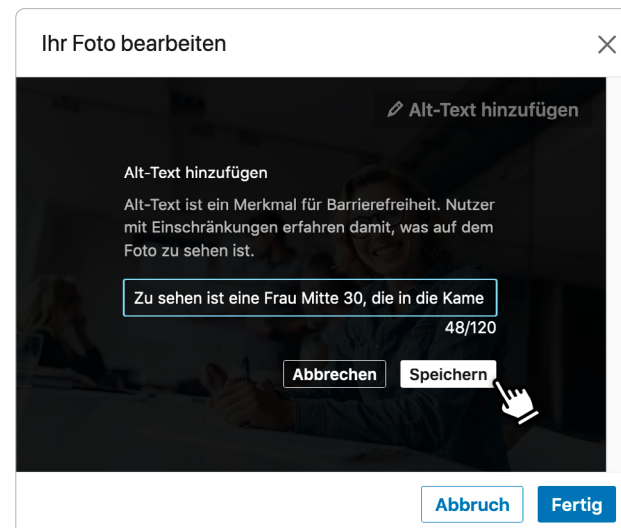 Ihr Foto bearbeiten
Alt-Text hinzufügen
Alt-Text hinzufügen
Alt-Text ist ein Merkmal für Barrierefreiheit. Nutzer
mit Einschränkungen erfahren damit, was auf dem
Foto zu sehen ist.
Zu sehen ist eine Frau Mitte 30, die in die Kame
48/120
Abbrechen Speichern
Abbruch Fertig